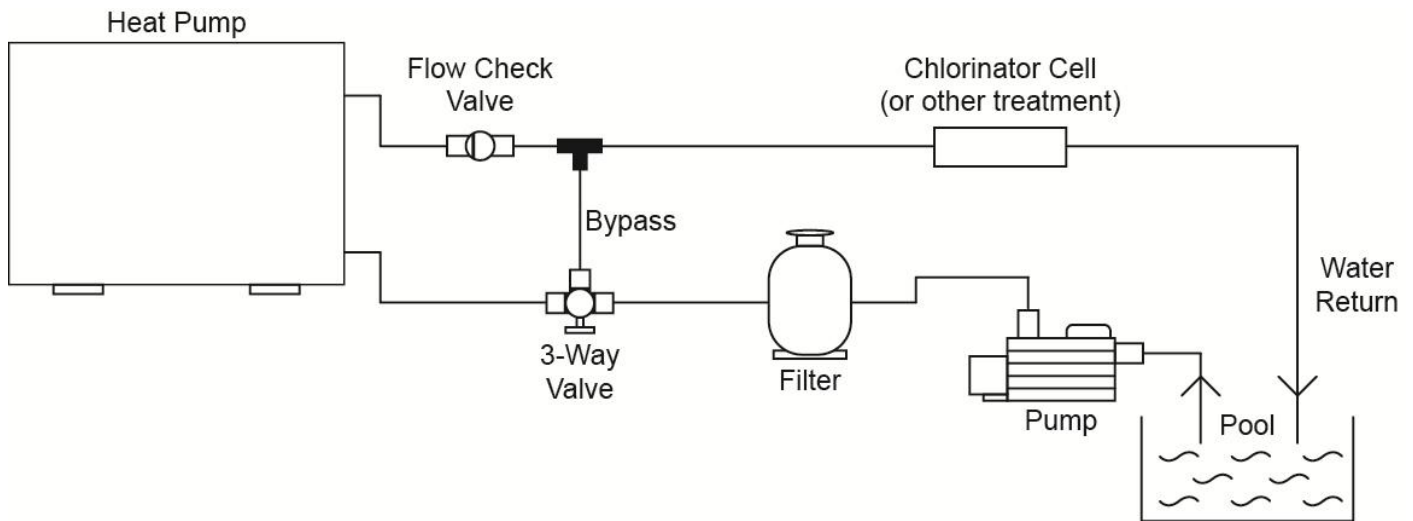 Heat Pump
Flow Check
Valve
Chlorinator Cell
(or other treatment)
Bypass
Water
Return
3-Way
Valve
Filter
Pump
Pool